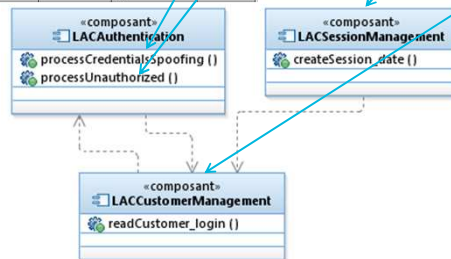 «composant»
LACAuthentication
processCredentialsSpoofing ()
processUnauthorized ()
«composant»
LACSessionManagement
createSession_date ()
«composant»
LACCustomerManagement
readCustomer_login ()